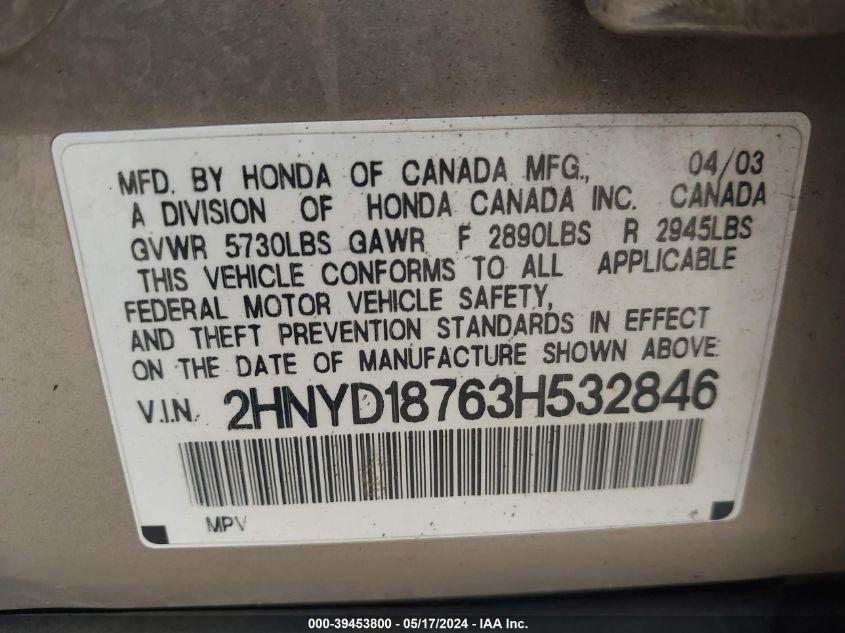 MFD. BY HONDA OF CANADA MFG., 04/03
A DIVISION OF HONDA CANADA INC. CANADA
GVWR 5730LBS GAWR F 2890LBS R 2945LBS
THIS VEHICLE CONFORMS TO ALL APPLICABLE
FEDERAL MOTOR VEHICLE SAFETY,
AND THEFT PREVENTION STANDARDS IN EFFECT
ON THE DATE OF MANUFACTURE SHOWN ABOVE
V.I.N. 2HNYD18763H532846
MPV
000-39453800 - 05/17/2024 - IAA Inc.